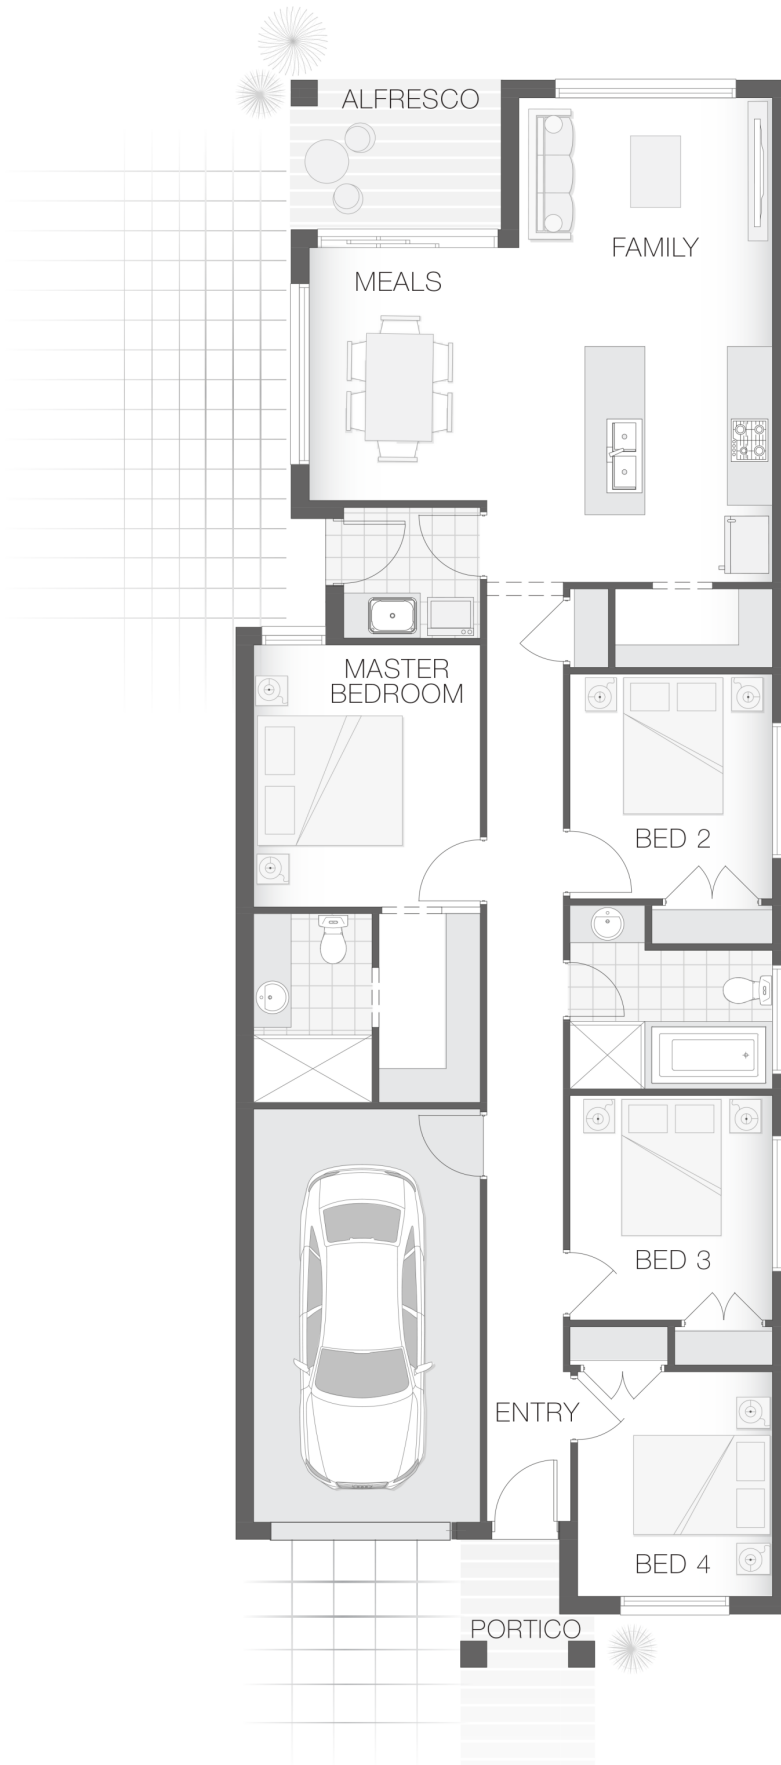 ALFRESCO
FAMILY
MEALS
MASTER
BEDROOM
BED 2
BED 3
ENTRY
BED 4
PORTICO